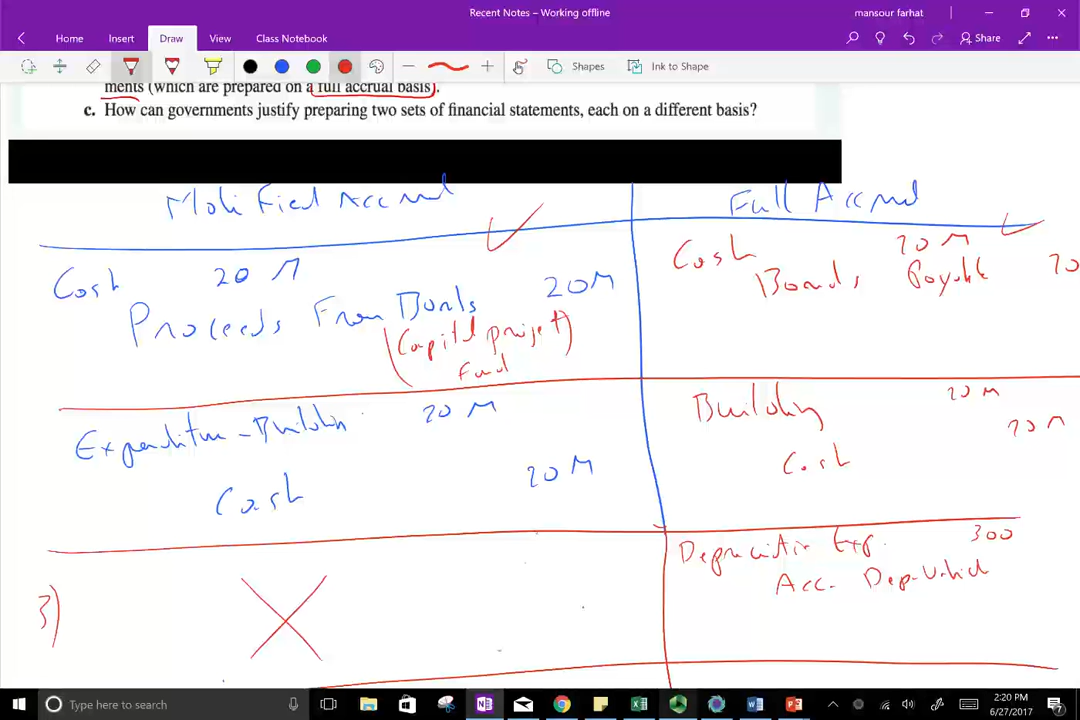 Recent Notes - Working offline
mansour farhat
Home Insert Draw View Class Notebook
Share
Shapes Ink to Shape
ments (which are prepared on a full accrual basis).
c. How can governments justify preparing two sets of financial statements, each on a different basis?
Modified Accrual Full Accrual
Cash 20 M
Proceeds From Bonds 20M
(Capital project
Fund)
Cash 20 M
Bonds Payable 20
Expenditure - Building 20 M
Cash 20 M
Building 20 M
Cash 20 M
3)
Depreciation Exp. 300
Acc. Dep-Vehicl
Type here to search
2:20 PM
6/27/2017
7